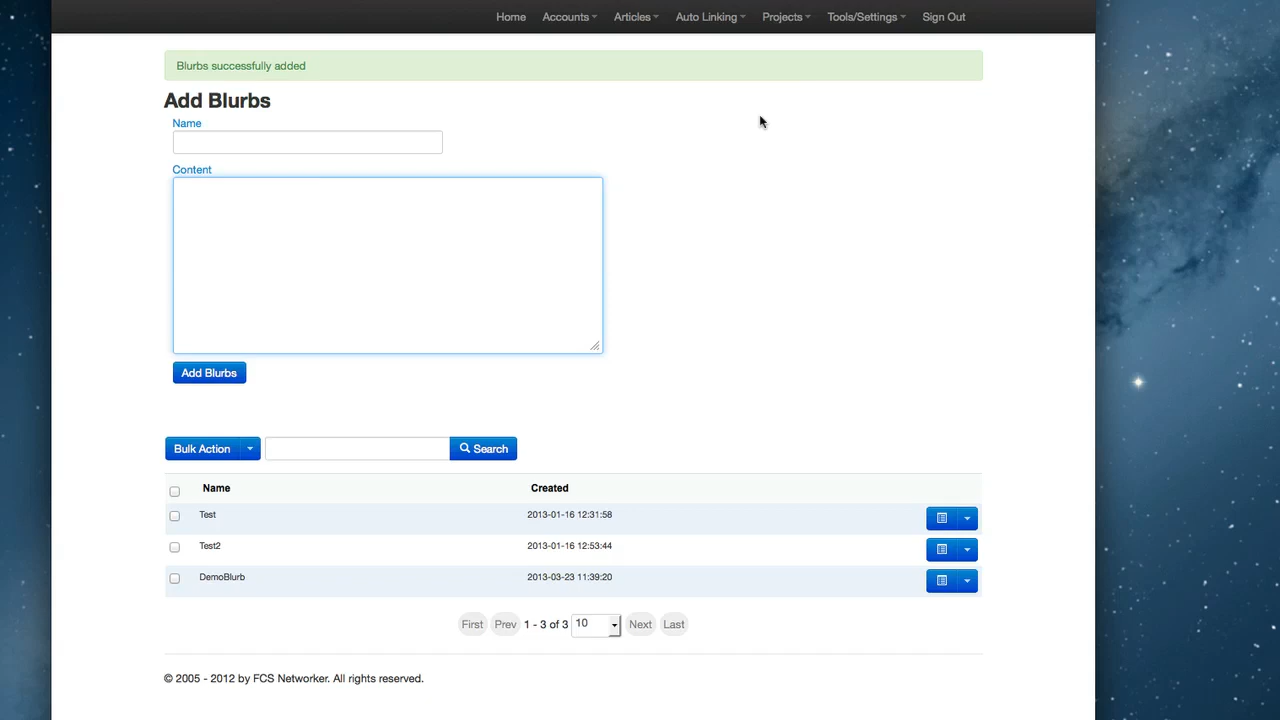 Home Accounts Articles Auto Linking Projects Tools/Settings Sign Out
Blurbs successfully added
Add Blurbs
Name
Content
Add Blurbs
Bulk Action Search
Name Created
Test 2013-01-16 12:31:58
Test2 2013-01-16 12:53:44
DemoBlurb 2013-03-23 11:39:20
First Prev 1 - 3 of 3 10 Next Last
© 2005 - 2012 by FCS Networker. All rights reserved.